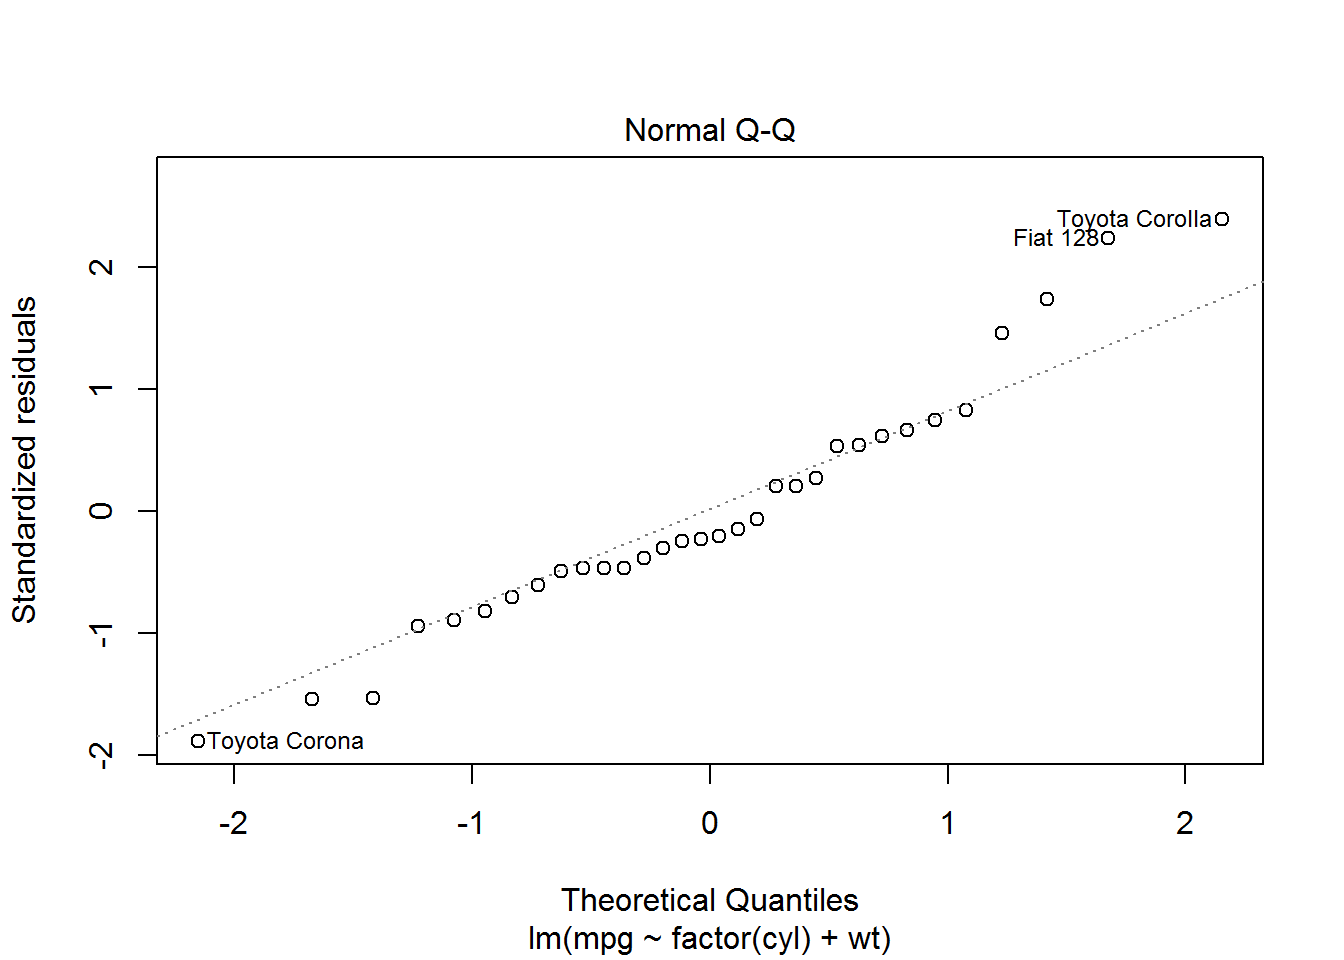 Normal Q-Q
Toyota Corolla
Fiat 128
2
1
0
-1
-2
Standardized residuals
Toyota Corona
-2
-1
0
1
2
Theoretical Quantiles
lm(mpg ~ factor(cyl) + wt)